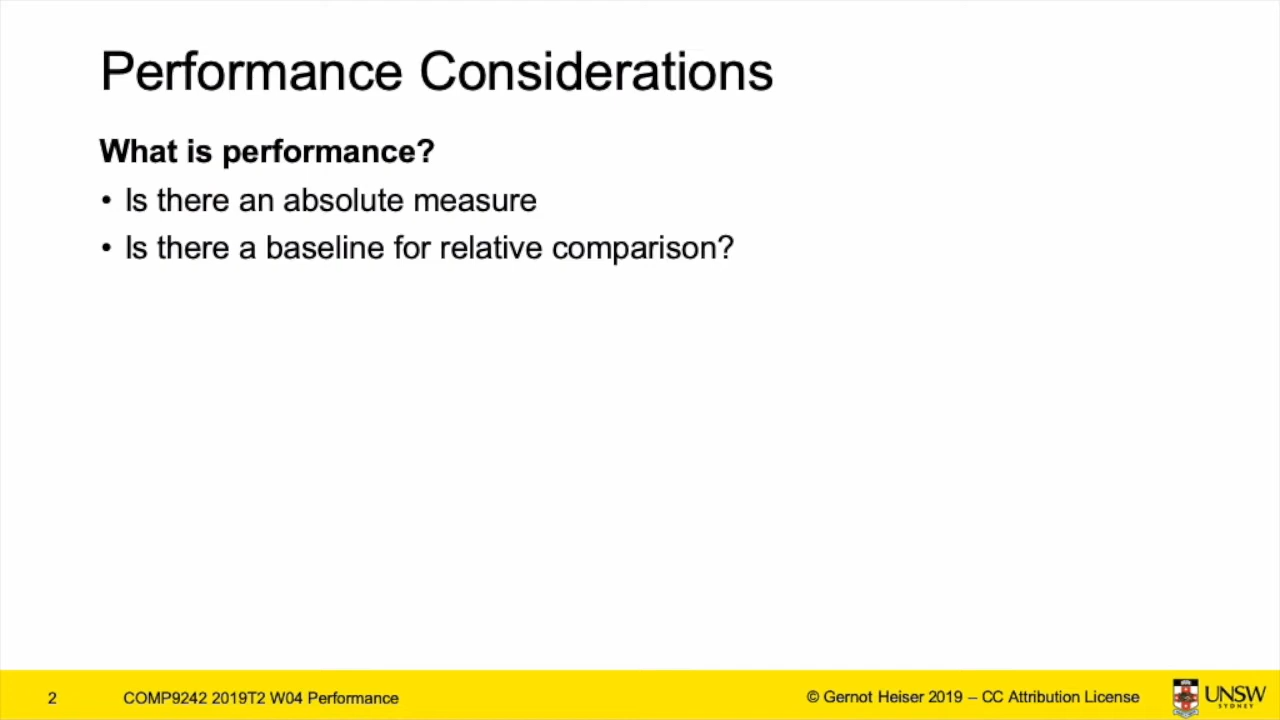 Performance Considerations
What is performance?
• Is there an absolute measure
• Is there a baseline for relative comparison?
2 COMP9242 2019T2 W04 Performance © Gernot Heiser 2019 – CC Attribution License UNSW
SYDNEY